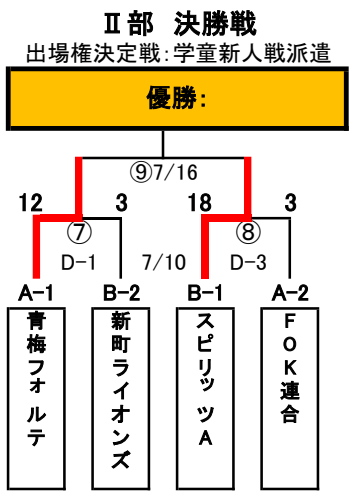 Ⅱ部 決勝戦
出場権決定戦：学童新人戦派遣
優勝：
⑨7/16
12 3 18 3
⑦ ⑧
D-1 7/10 D-3
A-1 B-2 B-1 A-2
青梅フォルテ
新町ライオンズ
スピリッツA
FOK連合